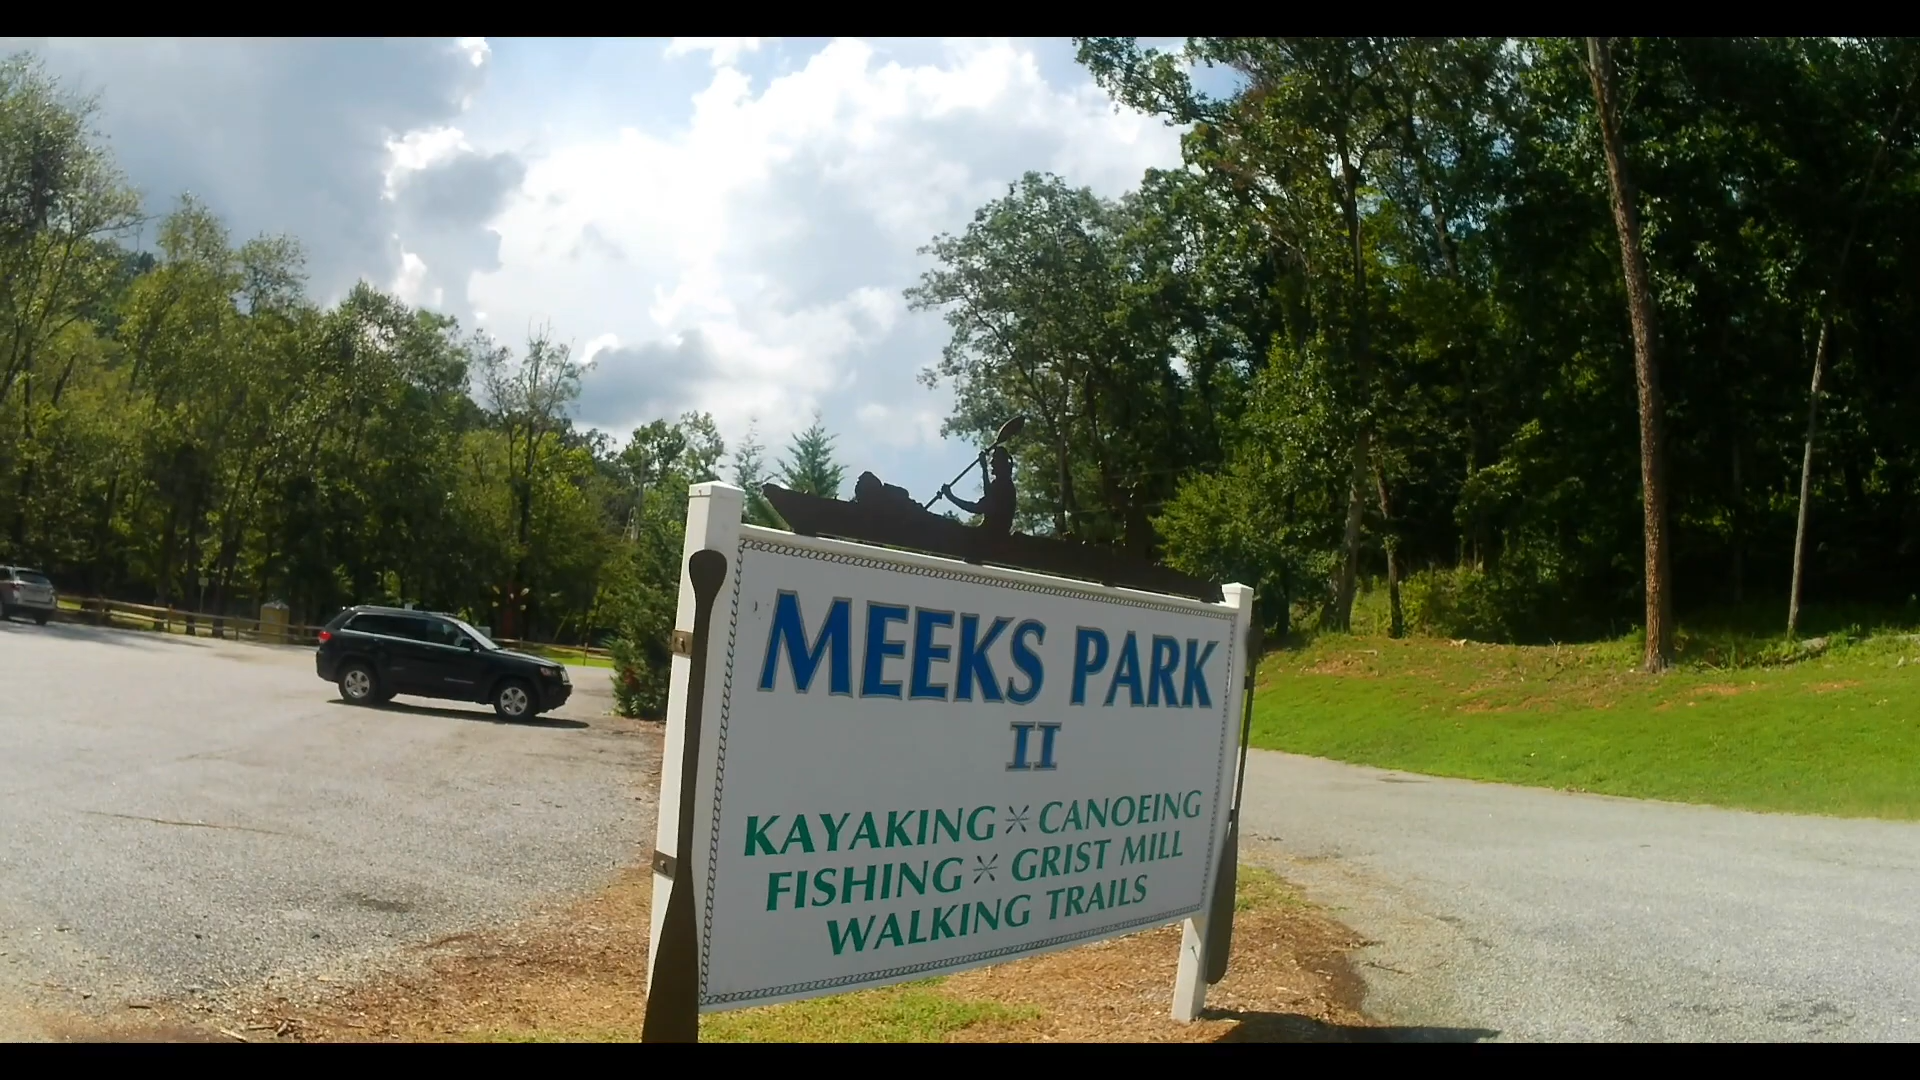 MEEKS PARK
II
KAYAKING * CANOEING
FISHING * GRIST MILL
WALKING TRAILS